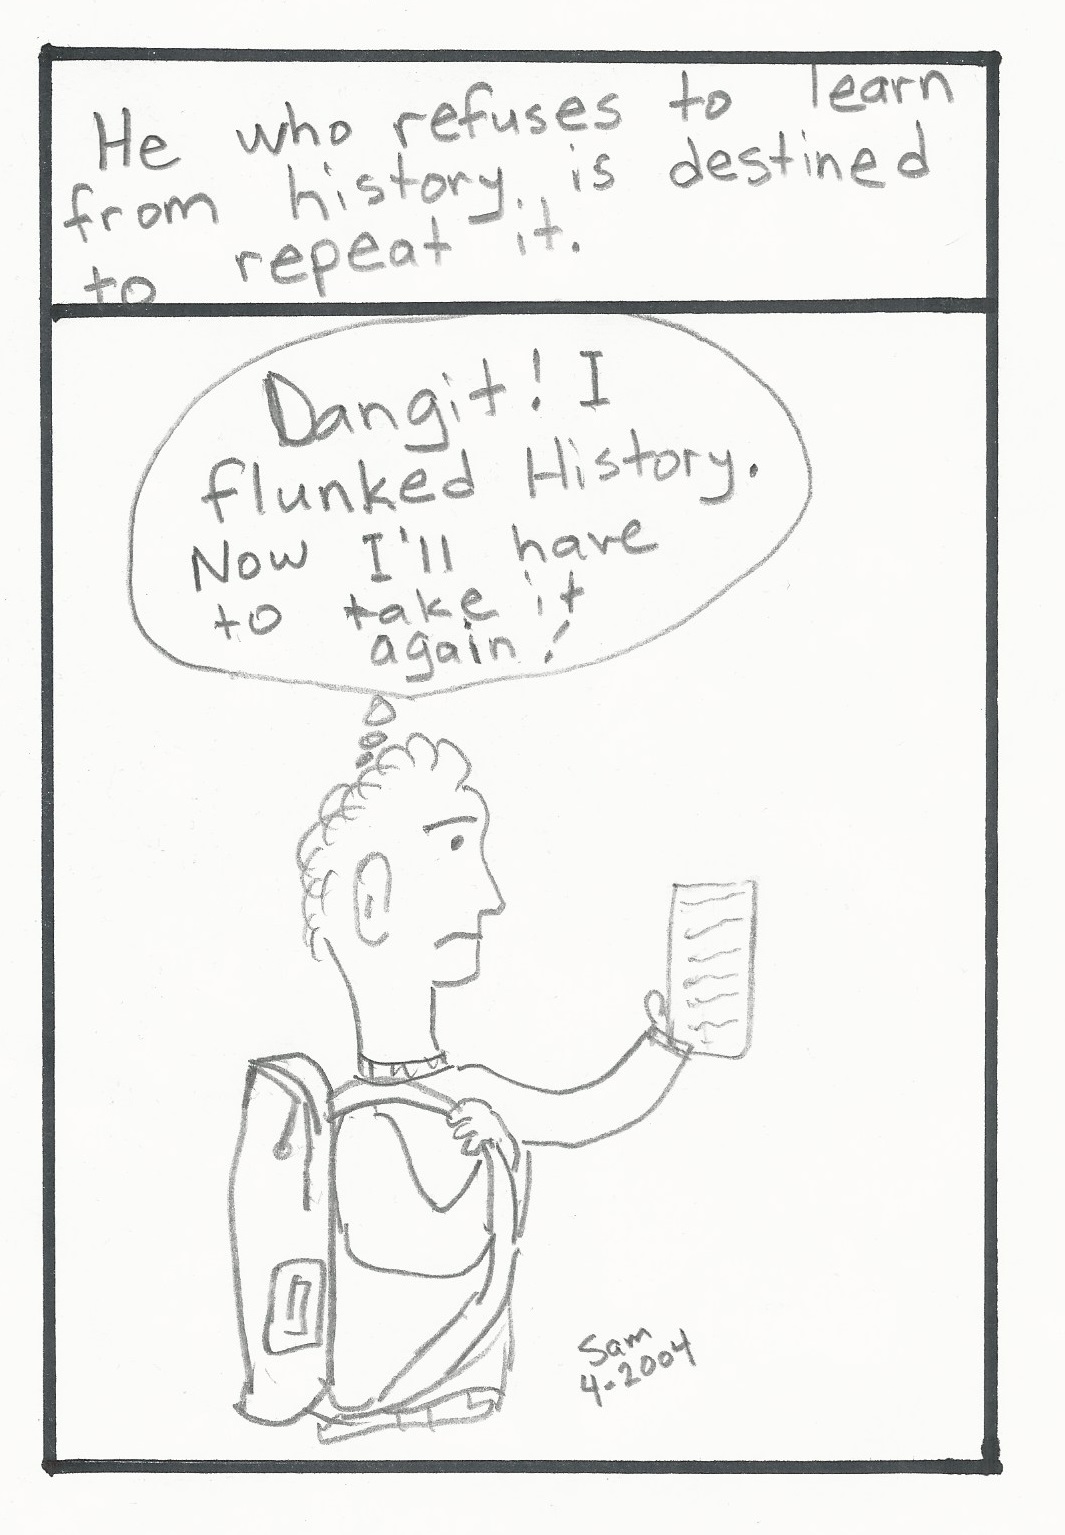 He who refuses to learn
from history, is destined
to repeat it.
Dangit! I
flunked History.
Now I'll have
to take it
again!
Sam
4-2004